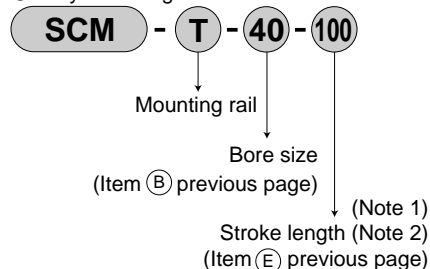 SCM - T - 40 - 100
Mounting rail
Bore size
(Item B previous page)
(Note 1)
Stroke length (Note 2)
(Item E previous page)